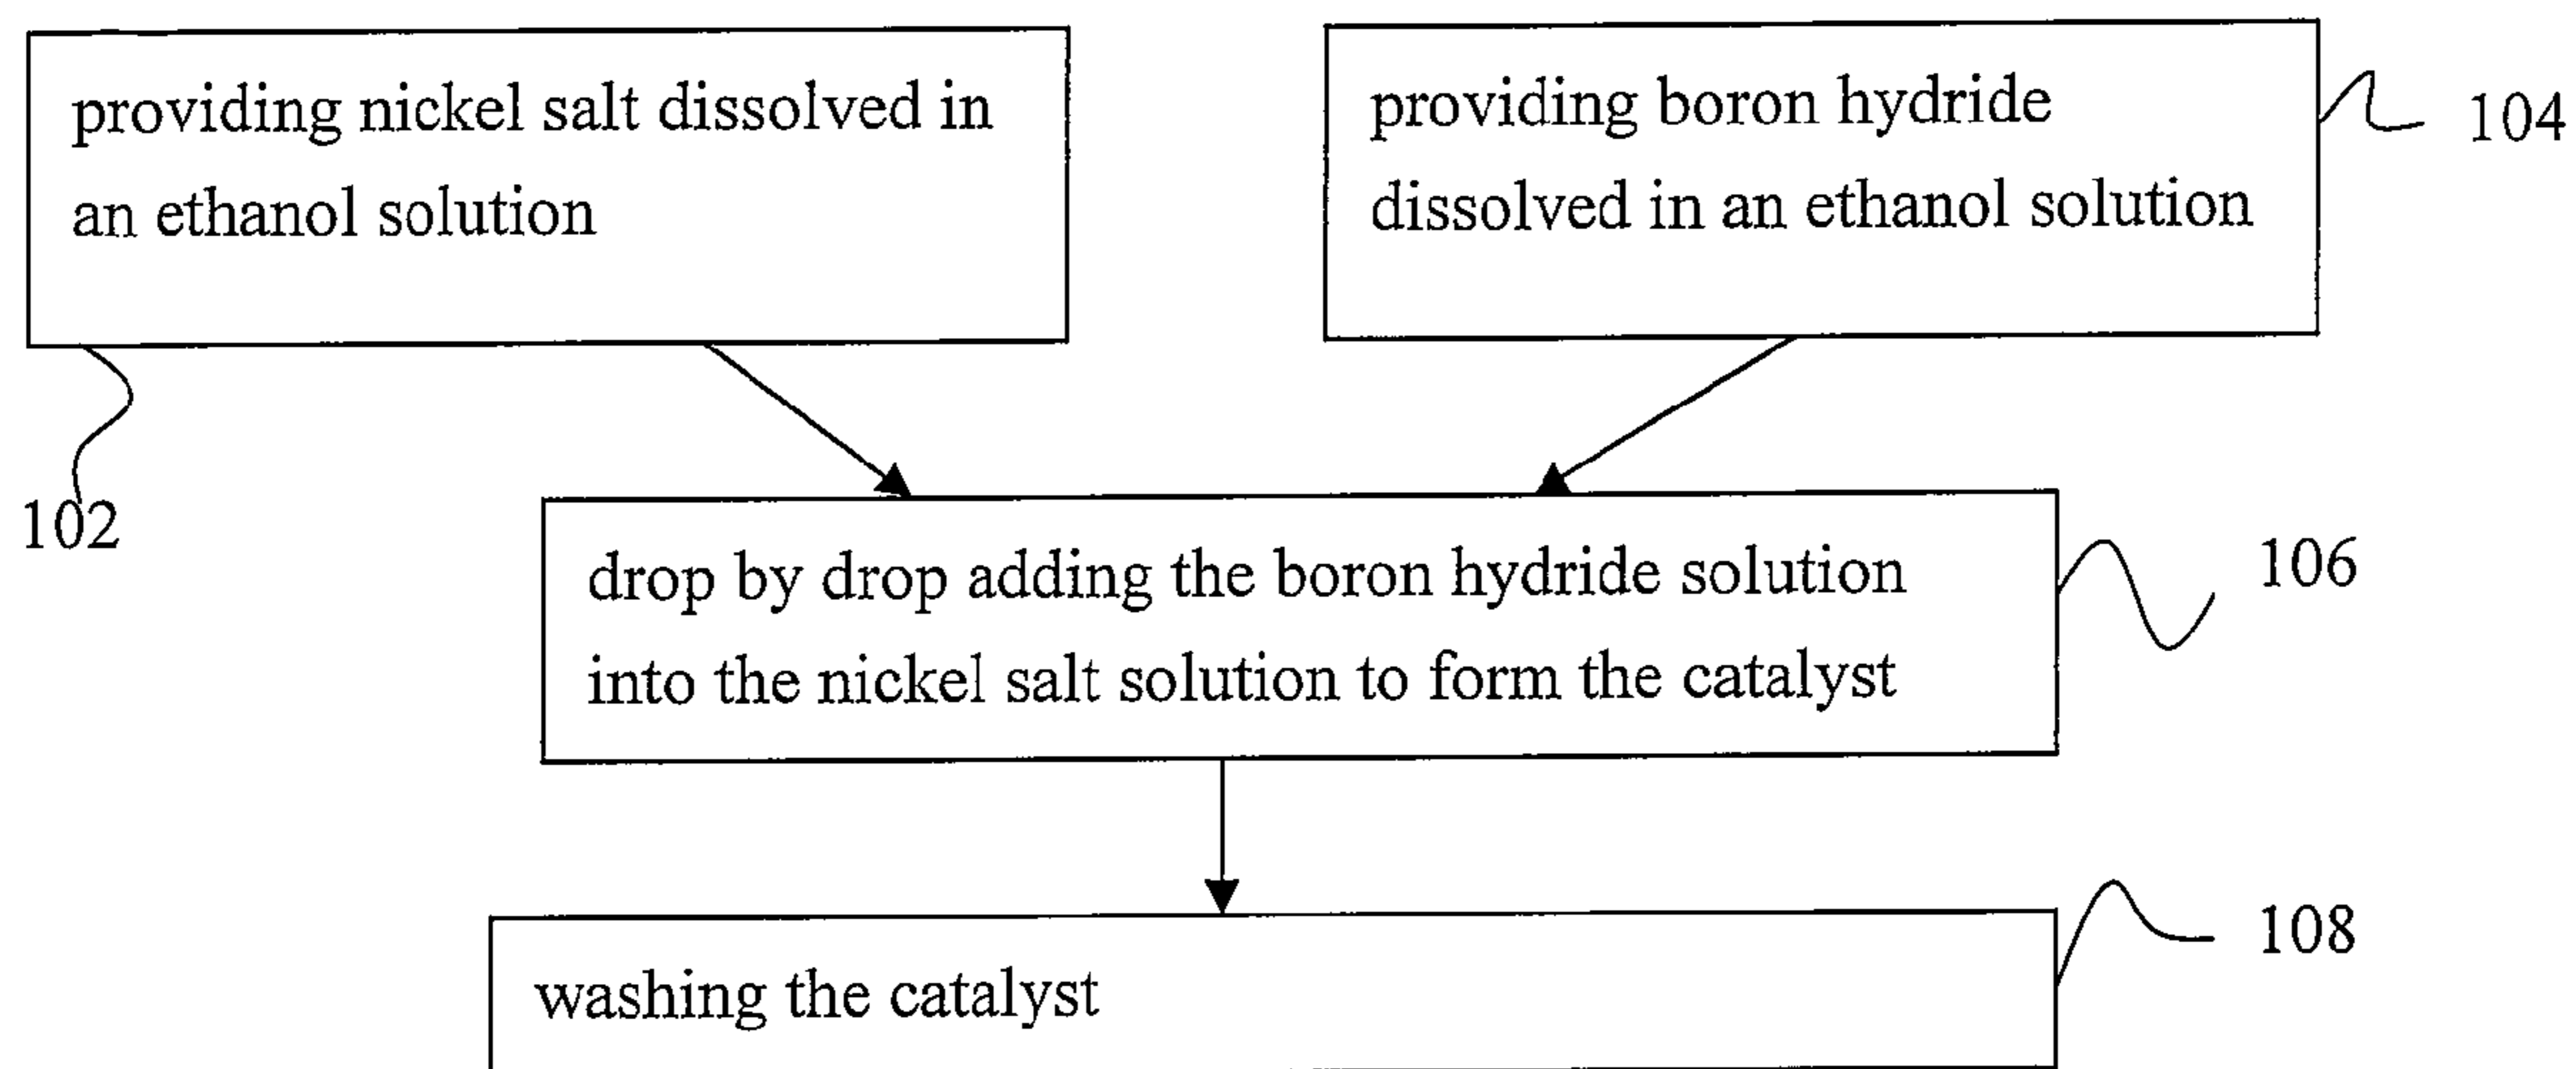 providing nickel salt dissolved in
an ethanol solution
providing boron hydride
dissolved in an ethanol solution
104
102
drop by drop adding the boron hydride solution
into the nickel salt solution to form the catalyst
106
washing the catalyst
108